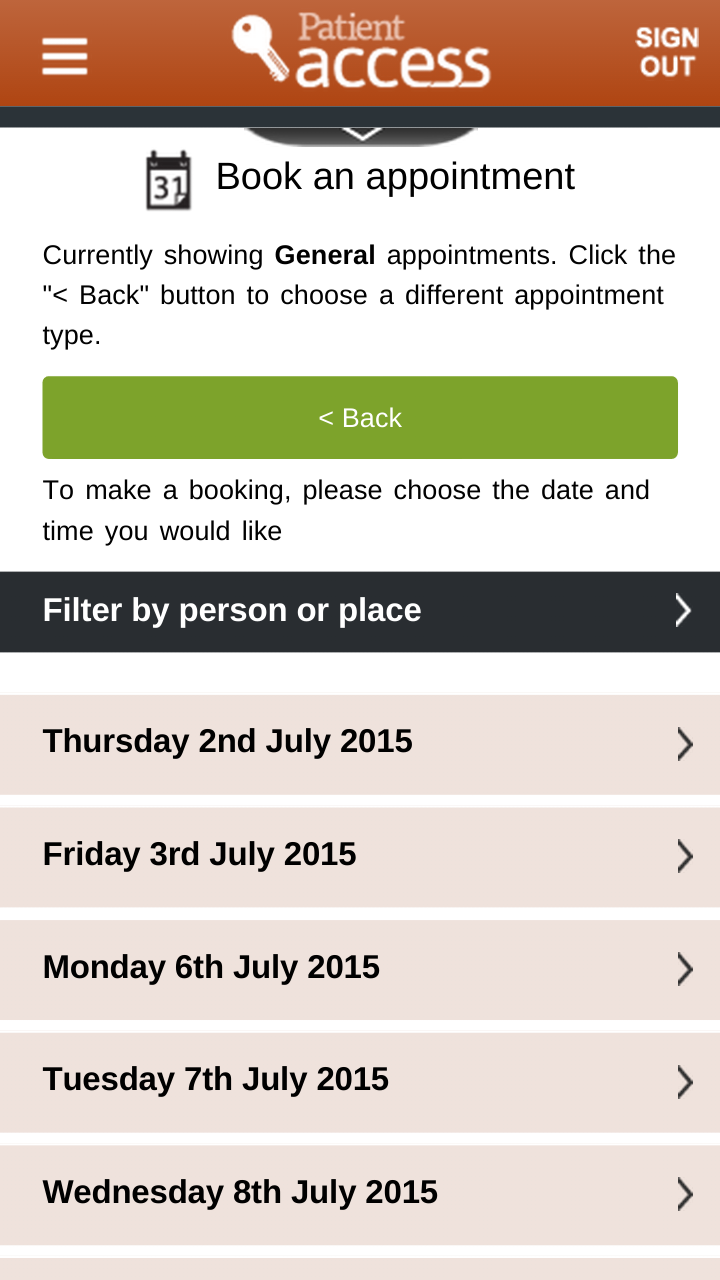 Patient
access
SIGN
OUT
31
Book an appointment
Currently showing General appointments. Click the
"< Back" button to choose a different appointment
type.
< Back
To make a booking, please choose the date and
time you would like
Filter by person or place
Thursday 2nd July 2015
Friday 3rd July 2015
Monday 6th July 2015
Tuesday 7th July 2015
Wednesday 8th July 2015